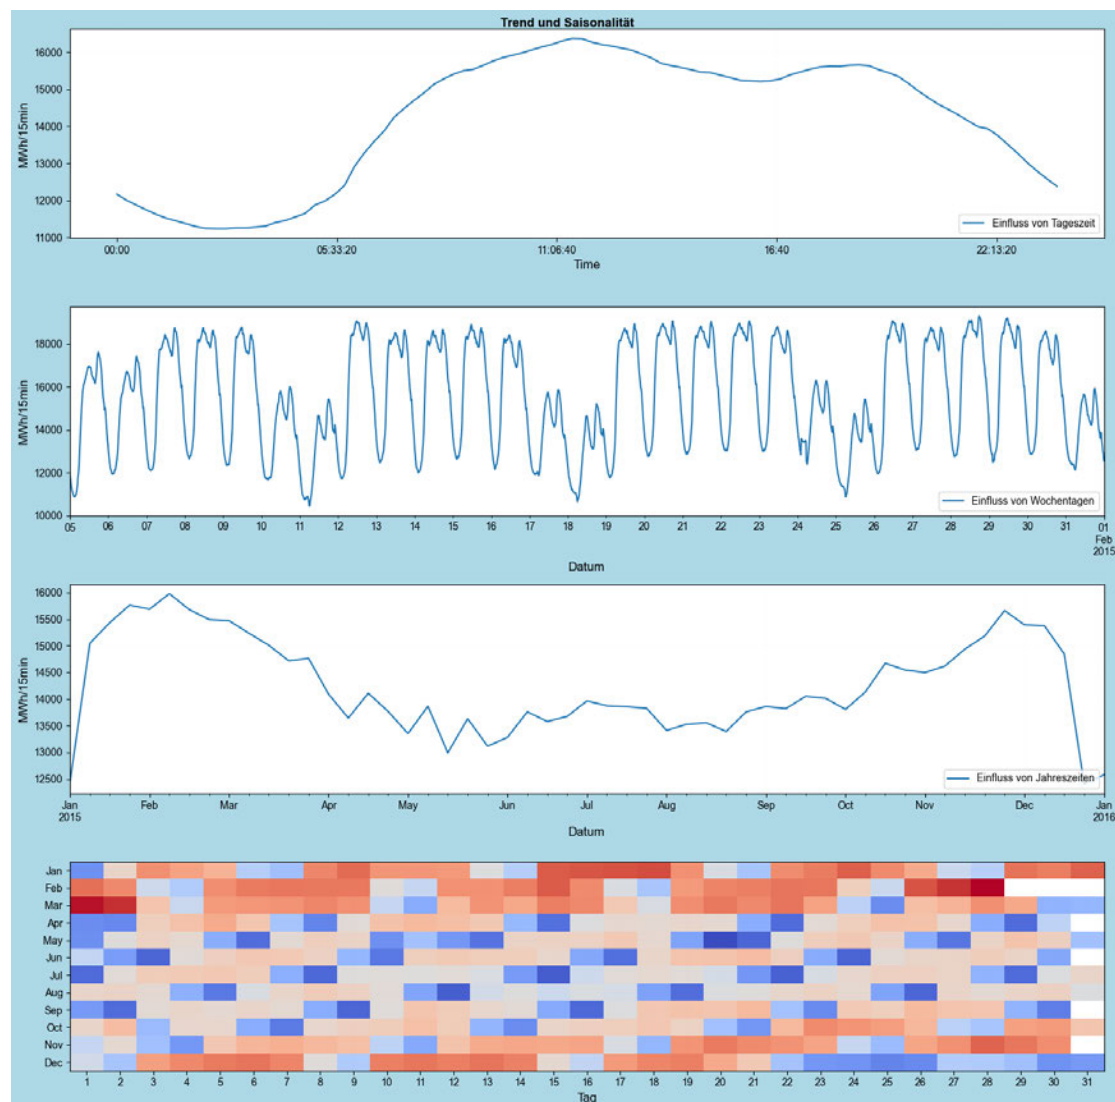 Trend und Saisonalität
16000
15000
14000
13000
12000
11000
MWh/15min
Einfluss von Tageszeit
00:00 05:33:20 11:06:40 16:40 22:13:20
Time
18000
16000
14000
12000
10000
MWh/15min
Einfluss von Wochentagen
05 06 07 08 09 10 11 12 13 14 15 16 17 18 19 20 21 22 23 24 25 26 27 28 29 30 31 01
Feb
2015
Datum
16000
15500
15000
14500
14000
13500
13000
12500
MWh/15min
Einfluss von Jahreszeiten
Jan Feb Mar Apr May Jun Jul Aug Sep Oct Nov Dec Jan
2015 2016
Datum
Jan
Feb
Mar
Apr
May
Jun
Jul
Aug
Sep
Oct
Nov
Dec
1 2 3 4 5 6 7 8 9 10 11 12 13 14 15 16 17 18 19 20 21 22 23 24 25 26 27 28 29 30 31
Tag